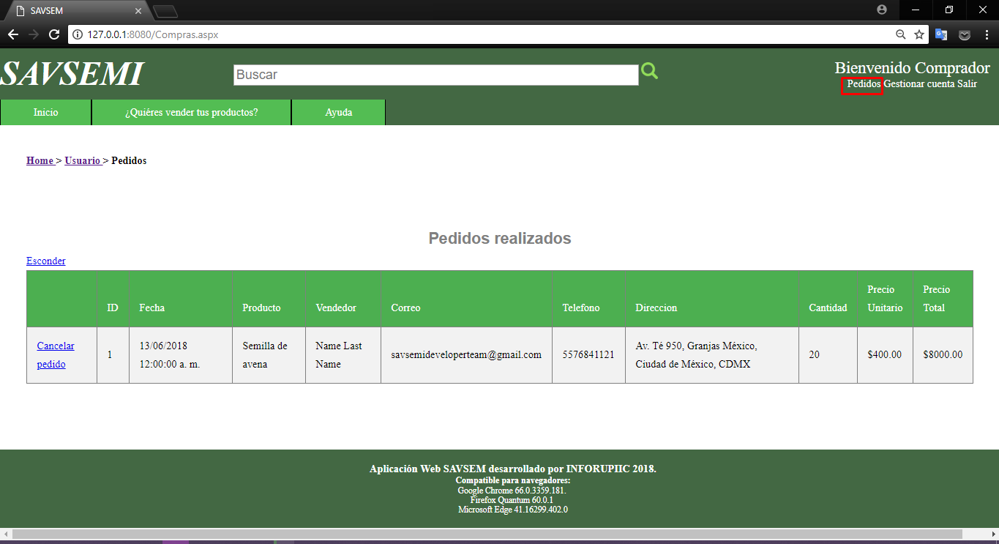 SAVSEM
127.0.0.1:8080/Compras.aspx
SAVSEMI
Buscar
Bienvenido Comprador
Pedidos Gestionar cuenta Salir
Inicio
¿Quiéres vender tus productos?
Ayuda
Home > Usuario > Pedidos
Pedidos realizados
Esconder
ID Fecha Producto Vendedor Correo Telefono Direccion Cantidad Precio Unitario Precio Total
Cancelar pedido 1 13/06/2018 12:00:00 a. m. Semilla de avena Name Last Name savsemideveloperteam@gmail.com 5576841121 Av. Té 950, Granjas México, Ciudad de México, CDMX 20 $400.00 $8000.00
Aplicación Web SAVSEM desarrollado por INFORUPIIC 2018.
Compatible para navegadores:
Google Chrome 66.0.3359.181.
Firefox Quantum 60.0.1
Microsoft Edge 41.16299.402.0